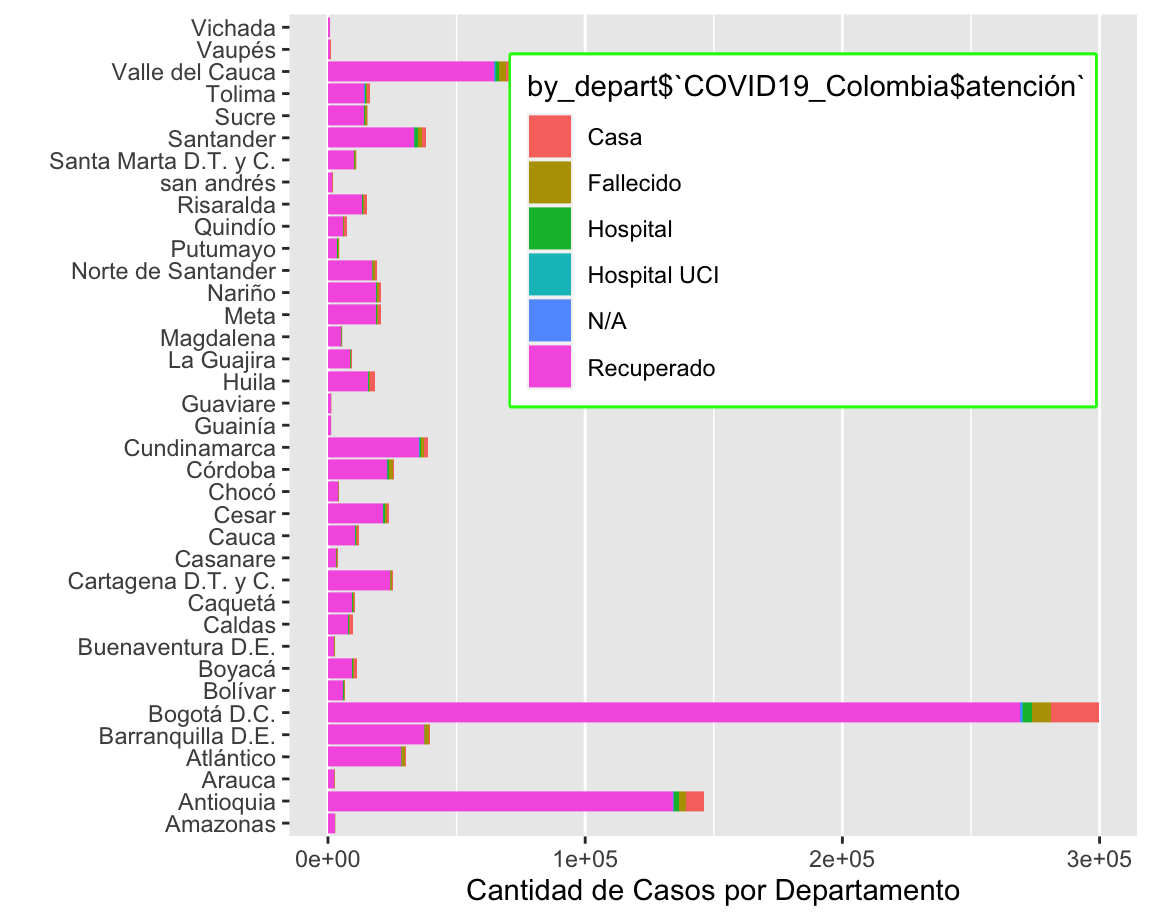 Vichada
Vaupés
Valle del Cauca
Tolima
Sucre
Santander
Santa Marta D.T. y C.
san andrés
Risaralda
Quindío
Putumayo
Norte de Santander
Nariño
Meta
Magdalena
La Guajira
Huila
Guaviare
Guainía
Cundinamarca
Córdoba
Chocó
Cesar
Cauca
Casanare
Cartagena D.T. y C.
Caquetá
Caldas
Buenaventura D.E.
Boyacá
Bolívar
Bogotá D.C.
Barranquilla D.E.
Atlántico
Arauca
Antioquia
Amazonas
by_depart$`COVID19_Colombia$atención`
Casa
Fallecido
Hospital
Hospital UCI
N/A
Recuperado
0e+00 1e+05 2e+05 3e+05
Cantidad de Casos por Departamento